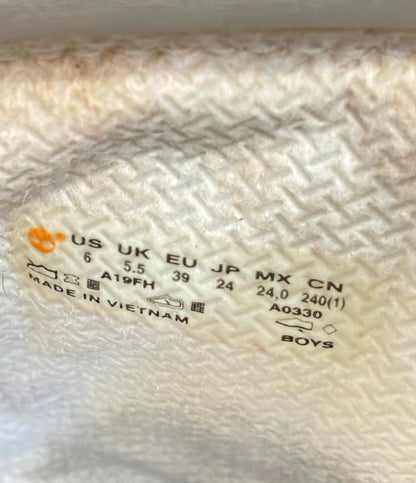 US UK EU JP MX CN
6 5.5 39 24 24,0 240(1)
A19FH A0330
MADE IN VIETNAM BOYS